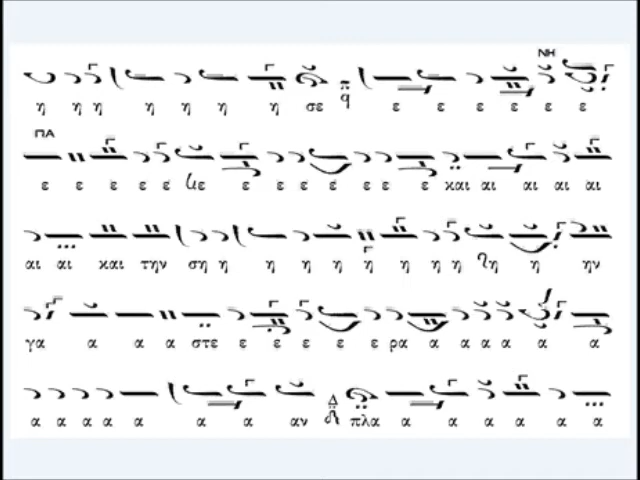 ΝΗ
η η η η η η η σε ε ε ε ε ε ε
ΠΑ
ε ε ε ε ε ε ε ε ε ε ε ε ε και αι αι αι αι
αι αι και την ση η η η η η η η η η η ην
γα α α α στε ε ε ε ε ε ρα α α α α α α
α α α α α α α αν Δ πλα α α α α α α